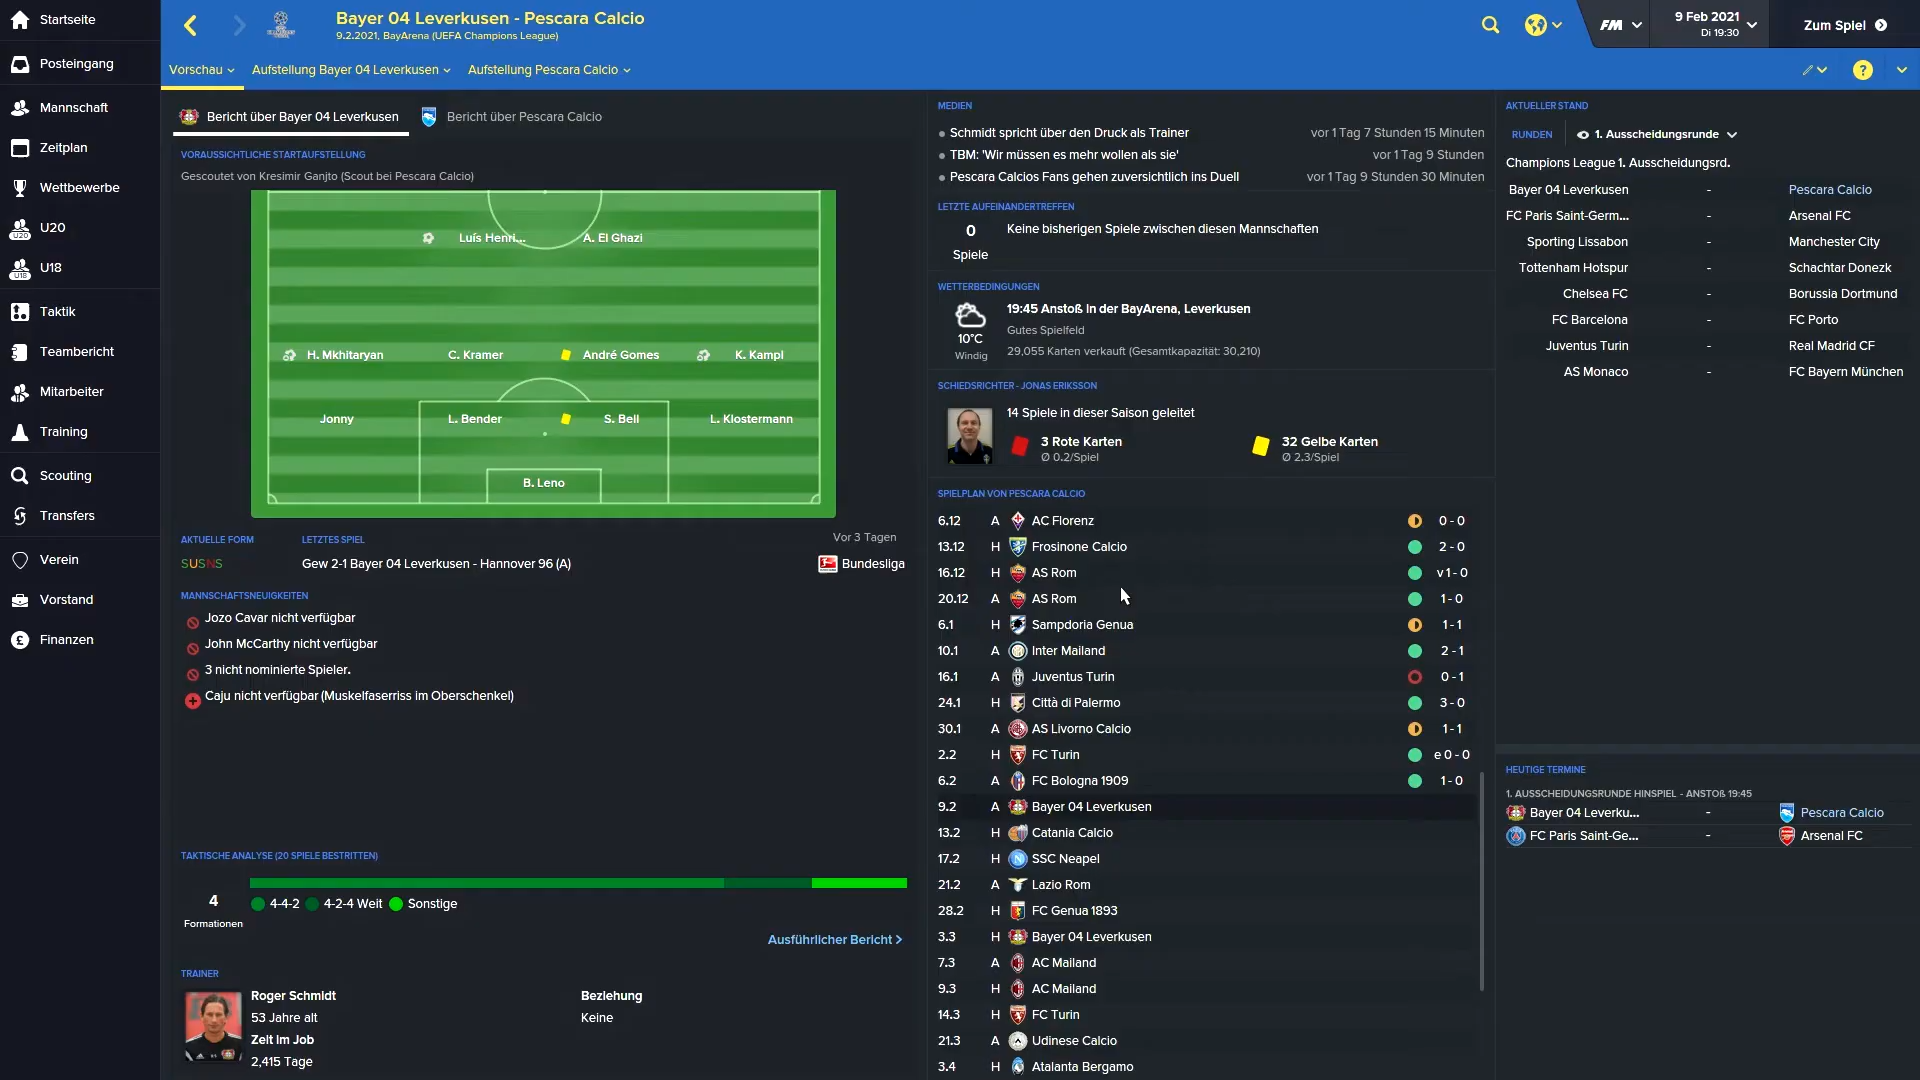 Startseite
Posteingang
Mannschaft
Zeitplan
Wettbewerbe
U20
U18
Taktik
Teambericht
Mitarbeiter
Training
Scouting
Transfers
Verein
Vorstand
Finanzen
Bayer 04 Leverkusen - Pescara Calcio
9.2.2021, BayArena (UEFA Champions League)
FM
9 Feb 2021
Di 19:30
Zum Spiel
Vorschau
Aufstellung Bayer 04 Leverkusen
Aufstellung Pescara Calcio
?
Bericht über Bayer 04 Leverkusen
Bericht über Pescara Calcio
VORAUSSICHTLICHE STARTAUFSTELLUNG
Gescoutet von Kresimir Ganjto (Scout bei Pescara Calcio)
Luís Henri... A. El Ghazi
H. Mkhitaryan C. Kramer André Gomes K. Kampl
Jonny L. Bender S. Bell L. Klostermann
B. Leno
AKTUELLE FORM
SUSNS
LETZTES SPIEL
Vor 3 Tagen
Gew 2-1 Bayer 04 Leverkusen - Hannover 96 (A)
Bundesliga
MANNSCHAFTSNEUIGKEITEN
Jozo Cavar nicht verfügbar
John McCarthy nicht verfügbar
3 nicht nominierte Spieler.
Caju nicht verfügbar (Muskelfaserriss im Oberschenkel)
TAKTISCHE ANALYSE (20 SPIELE BESTRITTEN)
4
Formationen
4-4-2 4-2-4 Weit Sonstige
Ausführlicher Bericht >
TRAINER
Roger Schmidt
53 Jahre alt
Zeit im Job
2,415 Tage
Beziehung
Keine
MEDIEN
Schmidt spricht über den Druck als Trainer vor 1 Tag 7 Stunden 15 Minuten
TBM: 'Wir müssen es mehr wollen als sie' vor 1 Tag 9 Stunden
Pescara Calcios Fans gehen zuversichtlich ins Duell vor 1 Tag 9 Stunden 30 Minuten
LETZTE AUFEINANDERTREFFEN
0
Spiele
Keine bisherigen Spiele zwischen diesen Mannschaften
WETTERBEDINGUNGEN
10°C
Windig
19:45 Anstoß in der BayArena, Leverkusen
Gutes Spielfeld
29,055 Karten verkauft (Gesamtkapazität: 30,210)
SCHIEDSRICHTER - JONAS ERIKSSON
14 Spiele in dieser Saison geleitet
3 Rote Karten
Ø 0.2/Spiel
32 Gelbe Karten
Ø 2.3/Spiel
SPIELPLAN VON PESCARA CALCIO
6.12 A AC Florenz 0 - 0
13.12 H Frosinone Calcio 2 - 0
16.12 H AS Rom v 1 - 0
20.12 A AS Rom 1 - 0
6.1 H Sampdoria Genua 1 - 1
10.1 A Inter Mailand 2 - 1
16.1 A Juventus Turin 0 - 1
24.1 H Città di Palermo 3 - 0
30.1 A AS Livorno Calcio 1 - 1
2.2 H FC Turin e 0 - 0
6.2 A FC Bologna 1909 1 - 0
9.2 A Bayer 04 Leverkusen
13.2 H Catania Calcio
17.2 H SSC Neapel
21.2 A Lazio Rom
28.2 H FC Genua 1893
3.3 H Bayer 04 Leverkusen
7.3 A AC Mailand
9.3 H AC Mailand
14.3 H FC Turin
21.3 A Udinese Calcio
3.4 H Atalanta Bergamo
AKTUELLER STAND
RUNDEN 1. Ausscheidungsrunde
Champions League 1. Ausscheidungsrd.
Bayer 04 Leverkusen - Pescara Calcio
FC Paris Saint-Germ... - Arsenal FC
Sporting Lissabon - Manchester City
Tottenham Hotspur - Schachtar Donezk
Chelsea FC - Borussia Dortmund
FC Barcelona - FC Porto
Juventus Turin - Real Madrid CF
AS Monaco - FC Bayern München
HEUTIGE TERMINE
1. AUSSCHEIDUNGSRUNDE HINSPIEL - ANSTOß 19:45
Bayer 04 Leverku... - Pescara Calcio
FC Paris Saint-Ge... - Arsenal FC